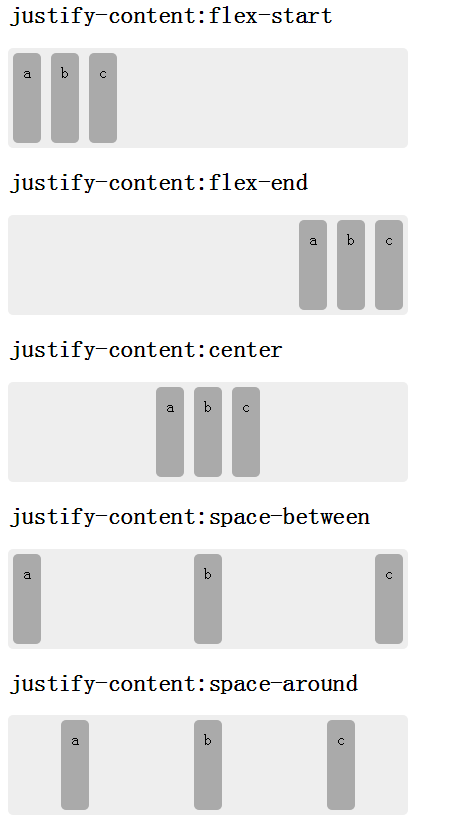 justify-content:flex-start
a b c
justify-content:flex-end
a b c
justify-content:center
a b c
justify-content:space-between
a b c
justify-content:space-around
a b c